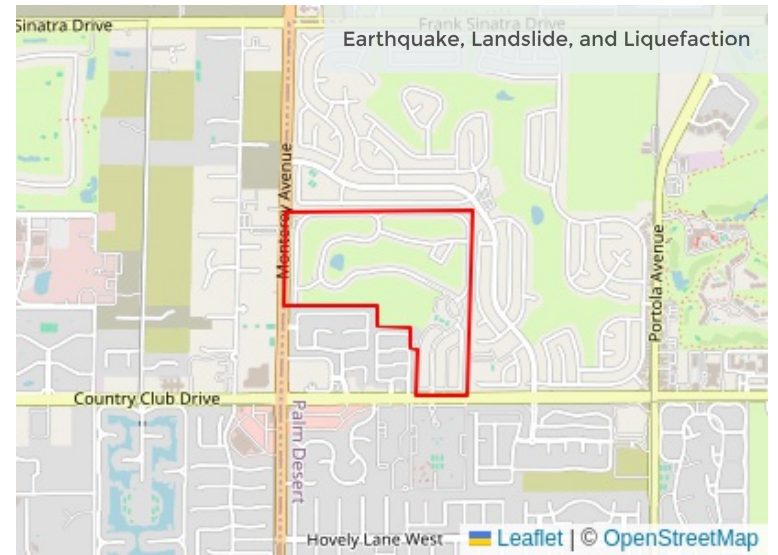 Sinatra Drive
Frank Sinatra Drive
Earthquake, Landslide, and Liquefaction
Monterey Avenue
Portola Avenue
Country Club Drive
Palm Desert
Hovely Lane West
Leaflet | © OpenStreetMap